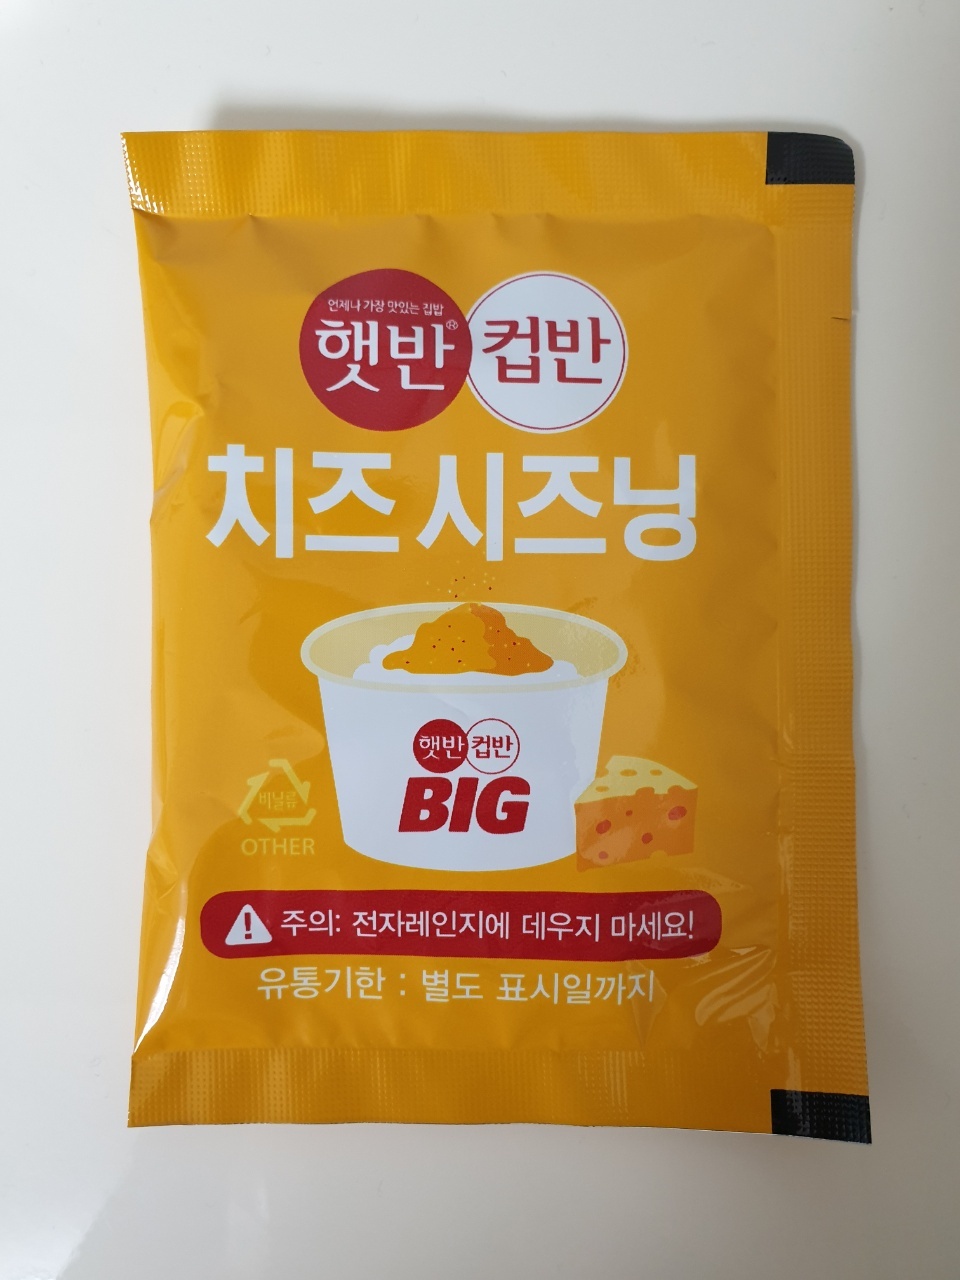 언제나 가장 맛있는 집밥
햇반® 컵반
치즈 시즈닝
햇반 컵반
BIG
비닐류
OTHER
주의: 전자레인지에 데우지 마세요!
유통기한 : 별도 표시일까지